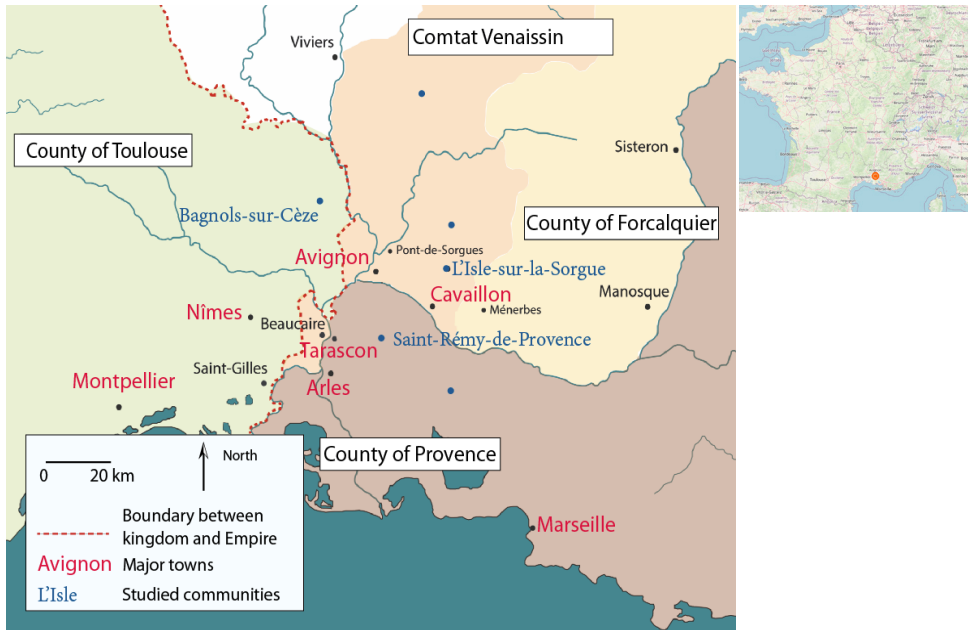 Viviers
Comtat Venaissin
County of Toulouse
Sisteron
Bagnols-sur-Cèze
County of Forcalquier
Pont-de-Sorgues
Avignon
L'Isle-sur-la-Sorgue
Cavaillon
Manosque
Nîmes
Ménerbes
Beaucaire
Tarascon
Saint-Rémy-de-Provence
Saint-Gilles
Montpellier
Arles
County of Provence
North
0 20 km
Boundary between
kingdom and Empire
Avignon Major towns
L'Isle Studied communities
Marseille